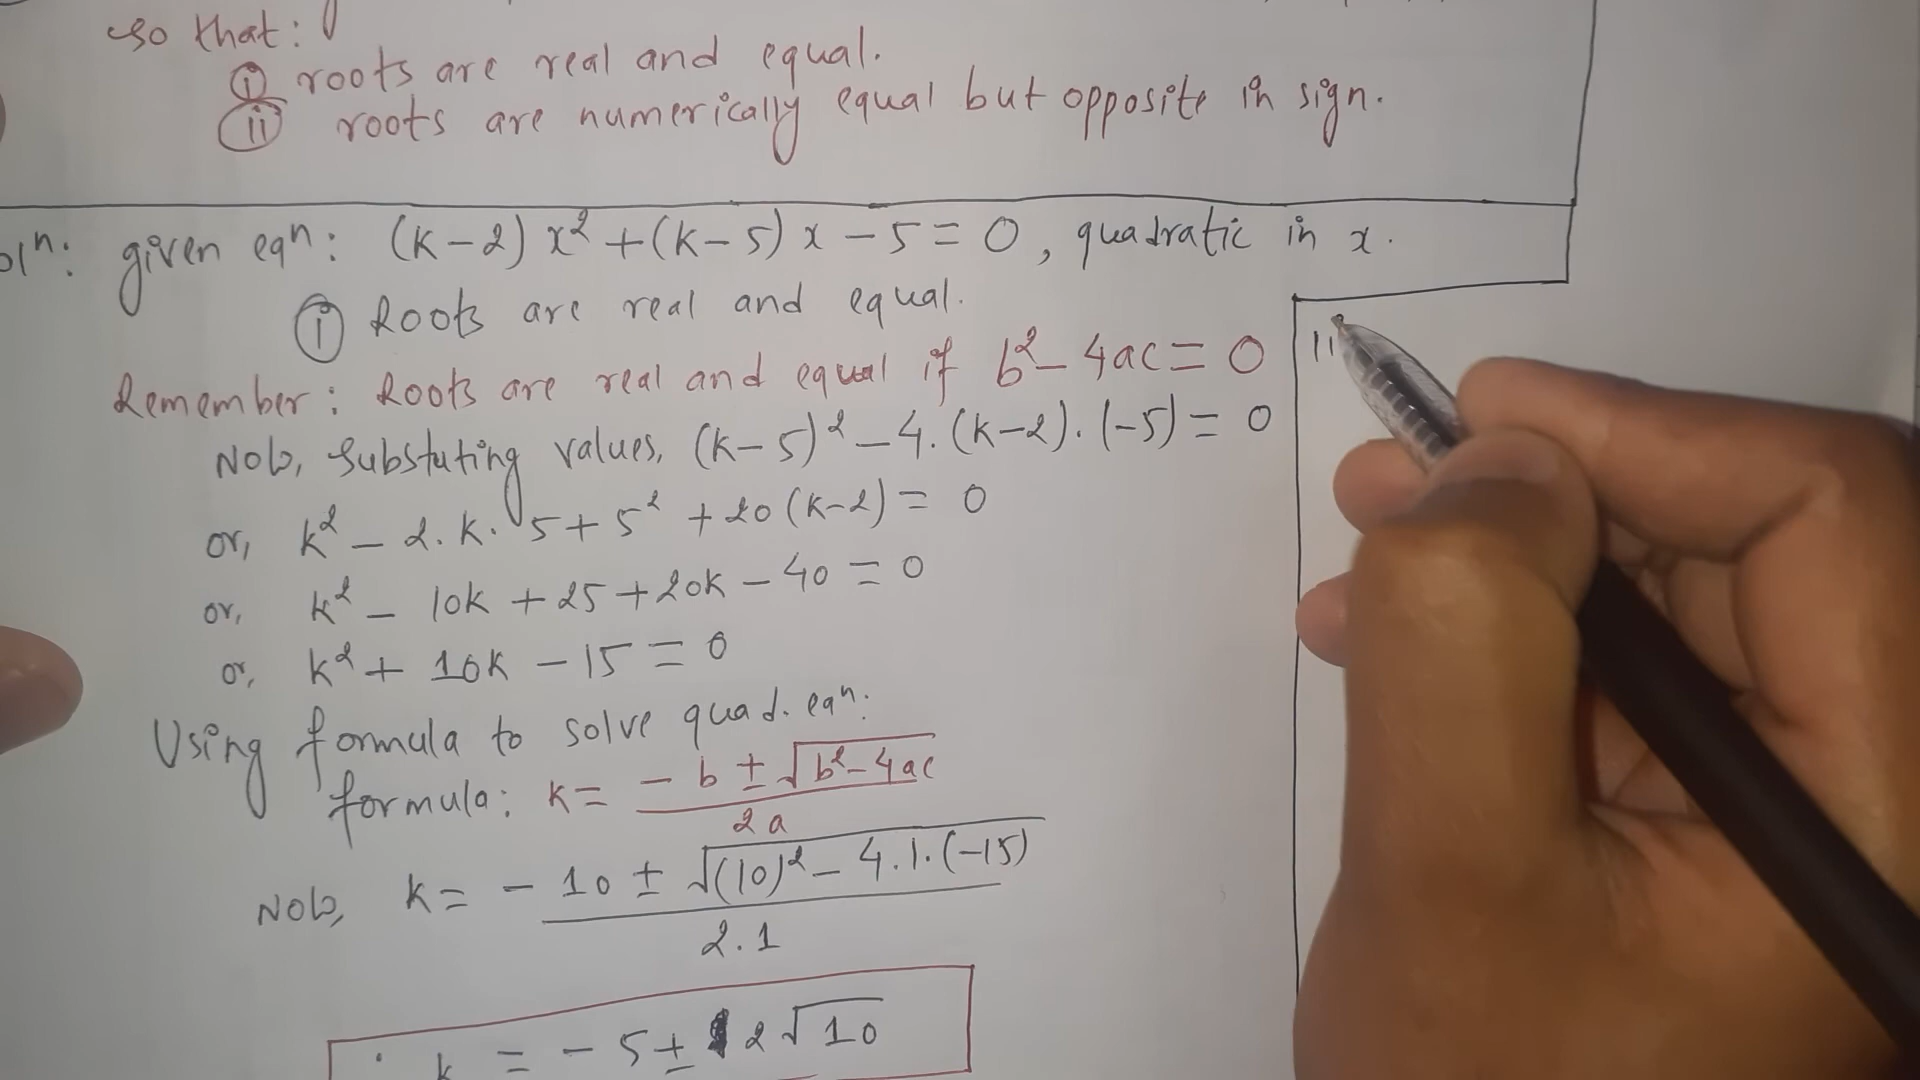 so that:
(i) roots are real and equal.
(ii) roots are numerically equal but opposite in sign.
olⁿ: given eqⁿ: (k-2) x² + (k-5) x - 5 = 0, quadratic in x.
(i) Roots are real and equal.
Remember: Roots are real and equal if b² - 4ac = 0
Now, Substuting values, (k-5)² - 4.(k-2).(-5) = 0
or, k² - 2.k.5 + 5² + 20(k-2) = 0
or, k² - 10k + 25 + 20k - 40 = 0
or, k² + 10k - 15 = 0
Using formula to solve quad. eqⁿ:
formula: k = (-b ± √(b²-4ac)) / 2a
Now, k = (-10 ± √((10)² - 4.1.(-15))) / 2.1
k = -5 ± 2√10
ii